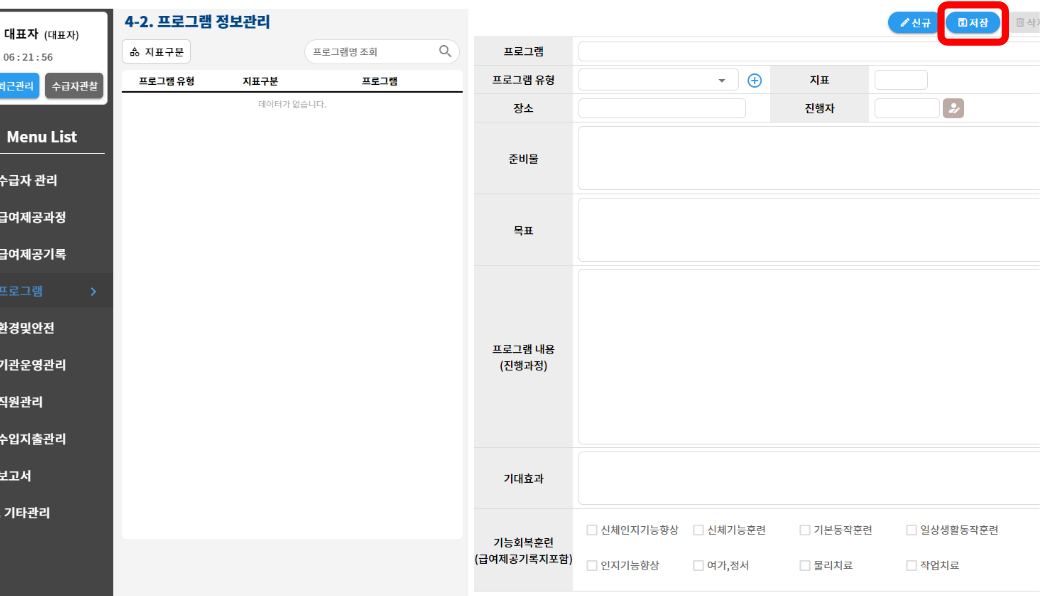 대표자 (대표자)
06:21:56
퇴근관리 수급자관찰
Menu List
수급자 관리
급여제공과정
급여제공기록
프로그램
환경및안전
기관운영관리
직원관리
수입지출관리
보고서
기타관리
4-2. 프로그램 정보관리
지표구분
프로그램명 조회
프로그램 유형 지표구분 프로그램
데이터가 없습니다.
신규 저장
프로그램
프로그램 유형 지표
장소 진행자
준비물
목표
프로그램 내용
(진행과정)
기대효과
기능회복훈련
(급여제공기록지포함)
신체인지기능향상 신체기능훈련 기본동작훈련 일상생활동작훈련
인지기능향상 여가,정서 물리치료 작업치료